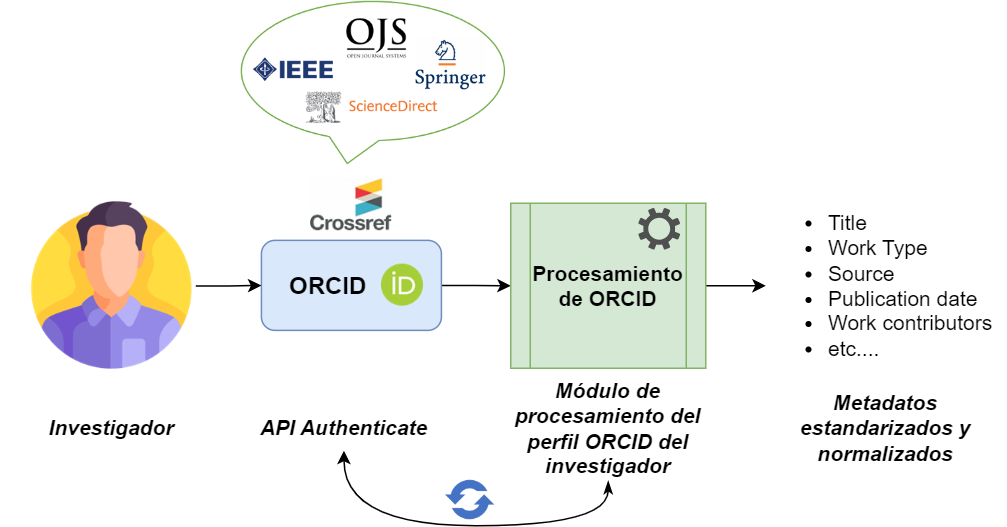 OJS
OPEN JOURNAL SYSTEMS
IEEE
Springer
ScienceDirect
Crossref
ORCID iD
Procesamiento
de ORCID
• Title
• Work Type
• Source
• Publication date
• Work contributors
• etc....
Investigador
API Authenticate
Módulo de
procesamiento del
perfil ORCID del
investigador
Metadatos
estandarizados y
normalizados